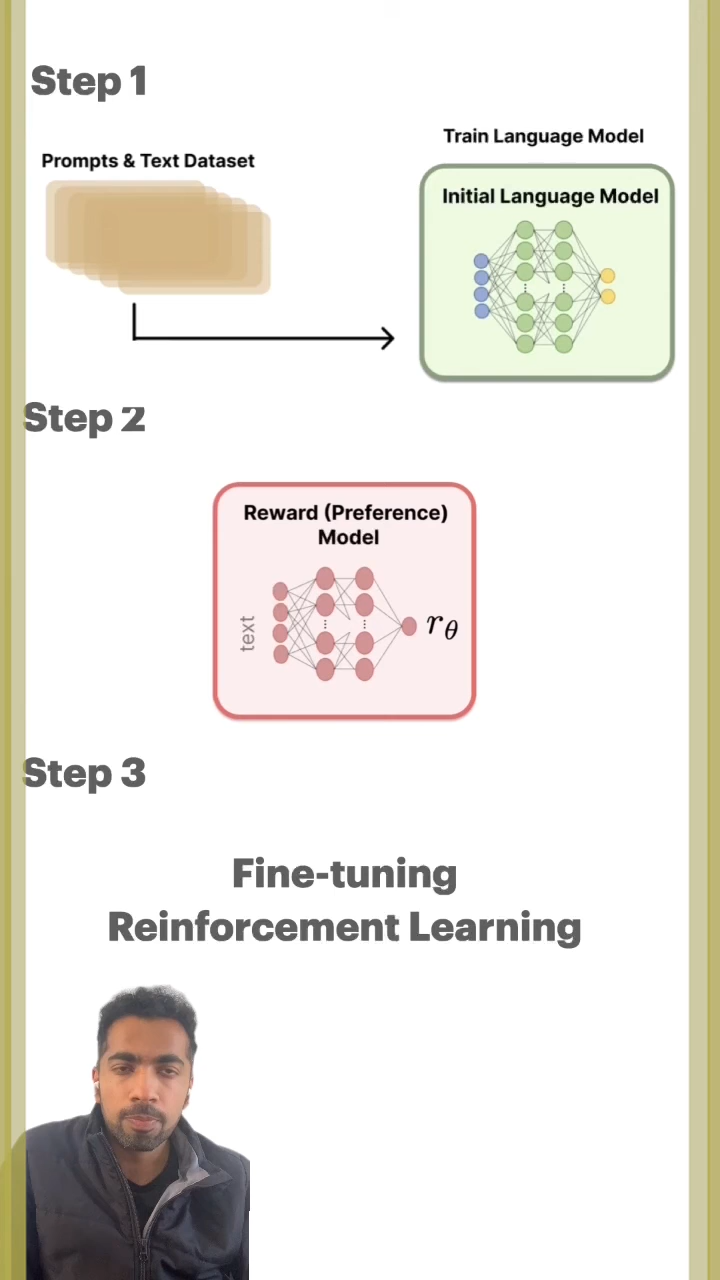 Step 1
Train Language Model
Prompts & Text Dataset
Initial Language Model
Step 2
Reward (Preference)
Model
text
rθ
Step 3
Fine-tuning
Reinforcement Learning